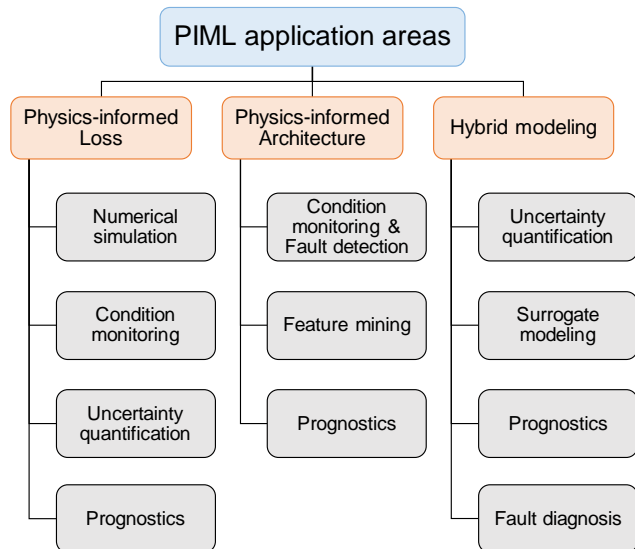 PIML application areas
Physics-informed
Loss
Numerical
simulation
Condition
monitoring
Uncertainty
quantification
Prognostics
Physics-informed
Architecture
Condition
monitoring &
Fault detection
Feature mining
Prognostics
Hybrid modeling
Uncertainty
quantification
Surrogate
modeling
Prognostics
Fault diagnosis